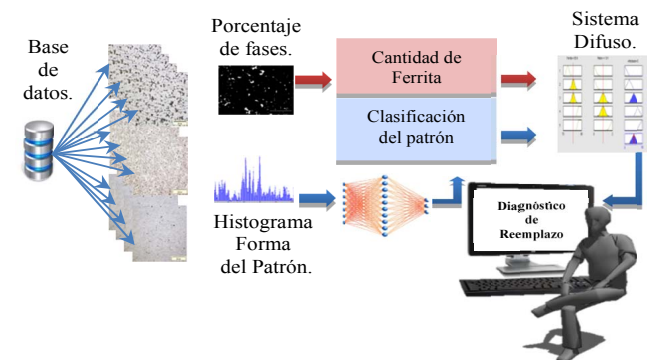 Base
de
datos.
Porcentaje
de fases.
Cantidad de
Ferrita
Clasificación
del patrón
Sistema
Difuso.
Histograma
Forma
del Patrón.
Diagnòstico
de
Reemplazo